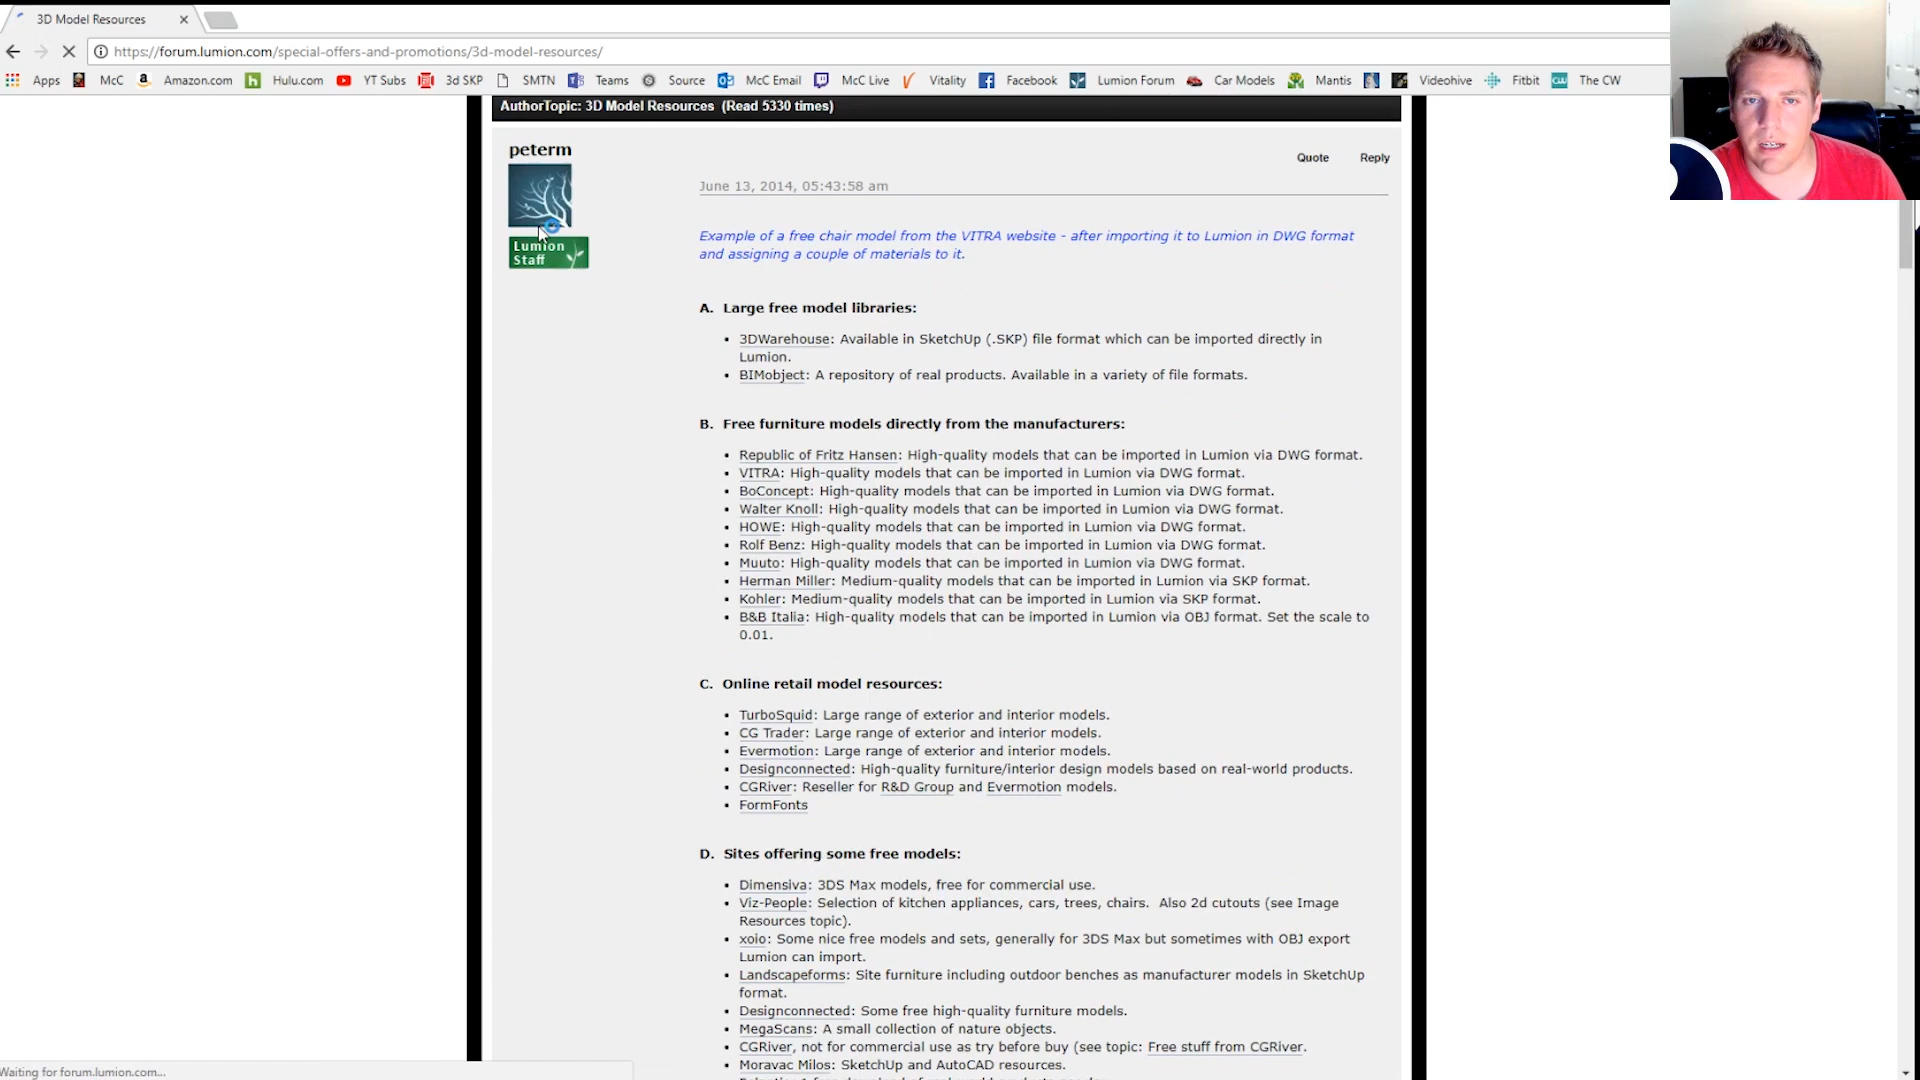 3D Model Resources
https://forum.lumion.com/special-offers-and-promotions/3d-model-resources/
Apps McC Amazon.com Hulu.com YT Subs 3d SKP SMTN Teams Source McC Email McC Live Vitality Facebook Lumion Forum Car Models Mantis Videohive Fitbit The CW
AuthorTopic: 3D Model Resources (Read 5330 times)
peterm
Quote Reply
June 13, 2014, 05:43:58 am
Lumion
Staff
Example of a free chair model from the VITRA website - after importing it to Lumion in DWG format
and assigning a couple of materials to it.
A. Large free model libraries:
• 3DWarehouse: Available in SketchUp (.SKP) file format which can be imported directly in
Lumion.
• BIMobject: A repository of real products. Available in a variety of file formats.
B. Free furniture models directly from the manufacturers:
• Republic of Fritz Hansen: High-quality models that can be imported in Lumion via DWG format.
• VITRA: High-quality models that can be imported in Lumion via DWG format.
• BoConcept: High-quality models that can be imported in Lumion via DWG format.
• Walter Knoll: High-quality models that can be imported in Lumion via DWG format.
• HOWE: High-quality models that can be imported in Lumion via DWG format.
• Rolf Benz: High-quality models that can be imported in Lumion via DWG format.
• Muuto: High-quality models that can be imported in Lumion via DWG format.
• Herman Miller: Medium-quality models that can be imported in Lumion via SKP format.
• Kohler: Medium-quality models that can be imported in Lumion via SKP format.
• B&B Italia: High-quality models that can be imported in Lumion via OBJ format. Set the scale to
0.01.
C. Online retail model resources:
• TurboSquid: Large range of exterior and interior models.
• CG Trader: Large range of exterior and interior models.
• Evermotion: Large range of exterior and interior models.
• Designconnected: High-quality furniture/interior design models based on real-world products.
• CGRiver: Reseller for R&D Group and Evermotion models.
• FormFonts
D. Sites offering some free models:
• Dimensiva: 3DS Max models, free for commercial use.
• Viz-People: Selection of kitchen appliances, cars, trees, chairs. Also 2d cutouts (see Image
Resources topic).
• xoio: Some nice free models and sets, generally for 3DS Max but sometimes with OBJ export
Lumion can import.
• Landscapeforms: Site furniture including outdoor benches as manufacturer models in SketchUp
format.
• Designconnected: Some free high-quality furniture models.
• MegaScans: A small collection of nature objects.
• CGRiver, not for commercial use as try before buy (see topic: Free stuff from CGRiver.
• Moravac Milos: SketchUp and AutoCAD resources.
Waiting for forum.lumion.com...